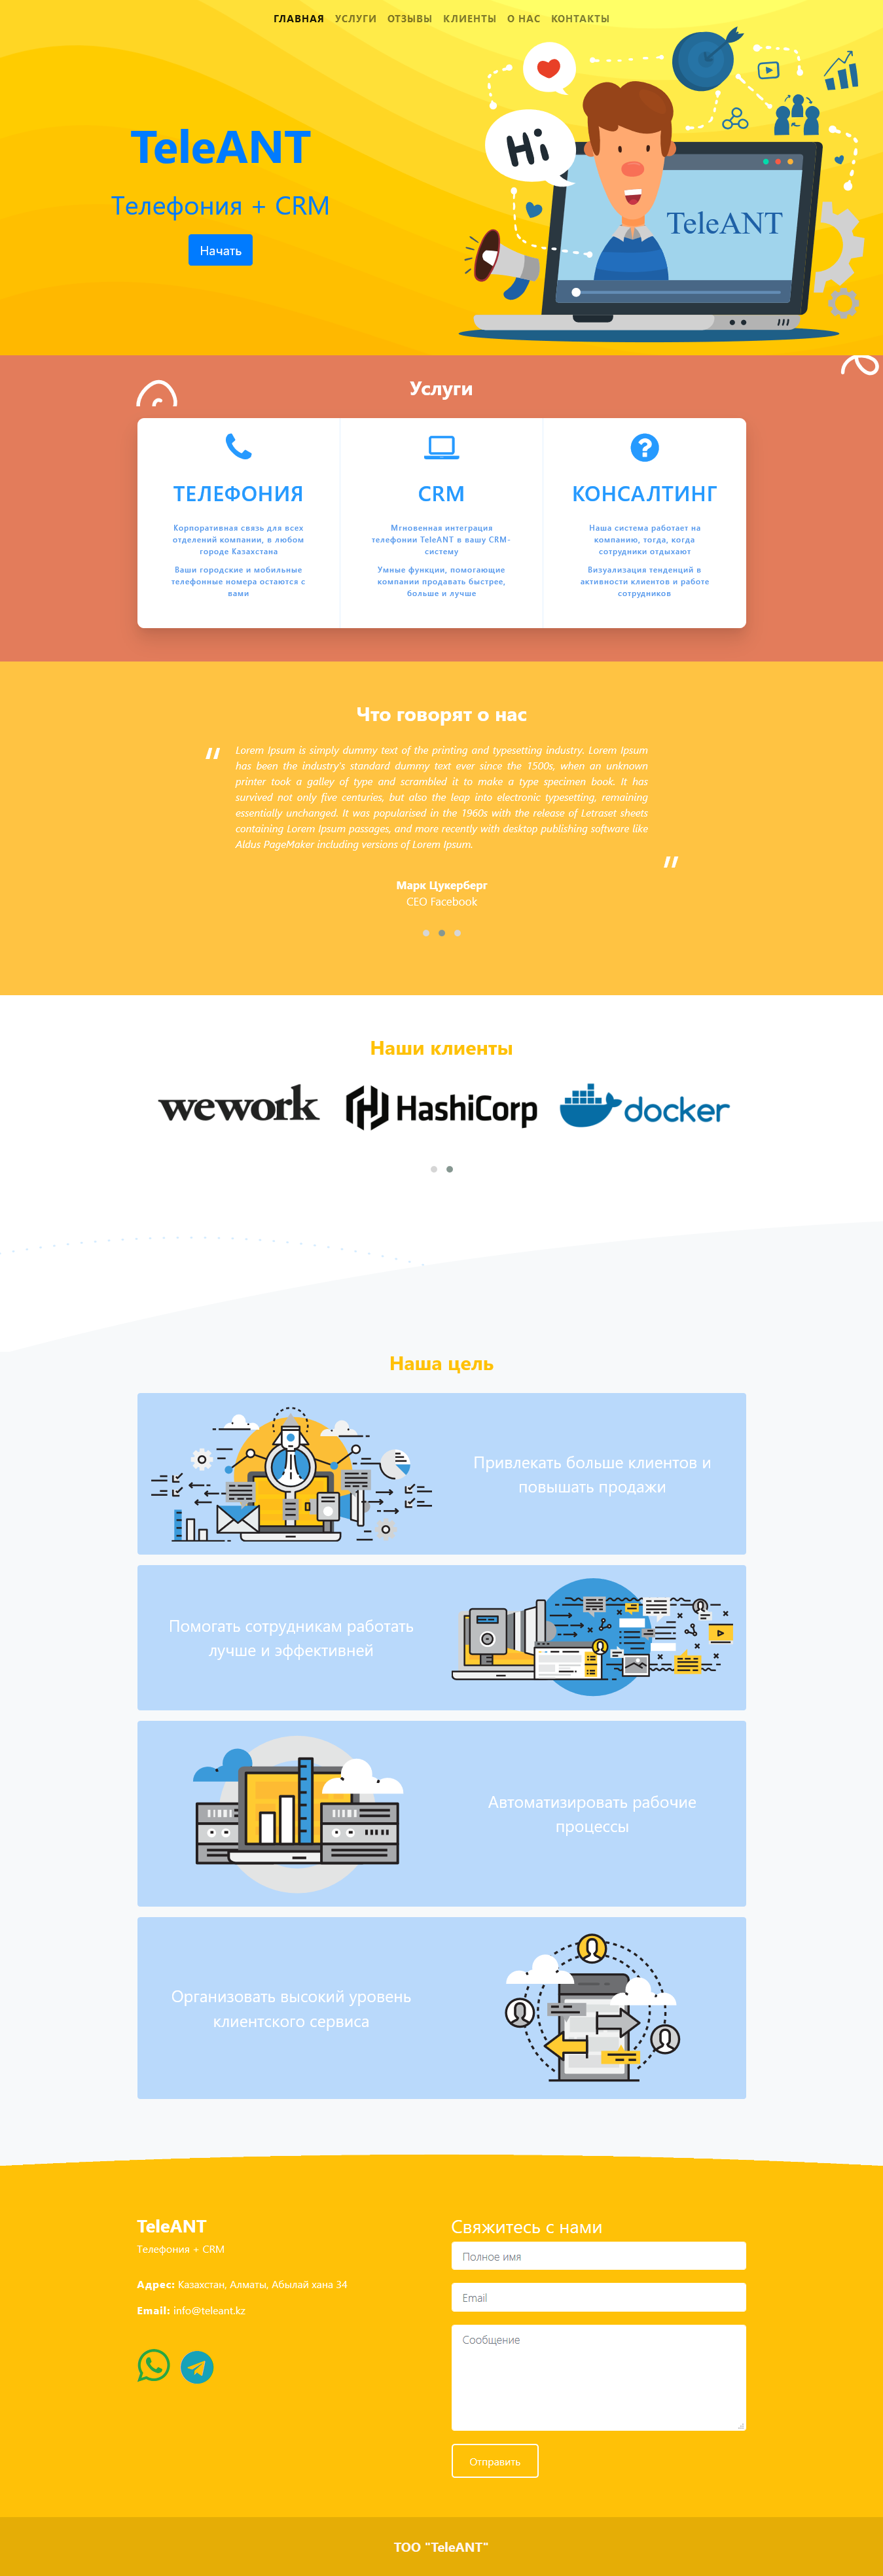 ГЛАВНАЯ УСЛУГИ ОТЗЫВЫ КЛИЕНТЫ О НАС КОНТАКТЫ
Hi
TeleANT
Телефония + CRM
Начать
TeleANT
Услуги
ТЕЛЕФОНИЯ
Корпоративная связь для всех
отделений компании, в любом
городе Казахстана
Ваши городские и мобильные
телефонные номера остаются с
вами
CRM
Мгновенная интеграция
телефонии TeleANT в вашу CRM-
систему
Умные функции, помогающие
компании продавать быстрее,
больше и лучше
КОНСАЛТИНГ
Наша система работает на
компанию, тогда, когда
сотрудники отдыхают
Визуализация тенденций в
активности клиентов и работе
сотрудников
Что говорят о нас
"
Lorem Ipsum is simply dummy text of the printing and typesetting industry. Lorem Ipsum
has been the industry's standard dummy text ever since the 1500s, when an unknown
printer took a galley of type and scrambled it to make a type specimen book. It has
survived not only five centuries, but also the leap into electronic typesetting, remaining
essentially unchanged. It was popularised in the 1960s with the release of Letraset sheets
containing Lorem Ipsum passages, and more recently with desktop publishing software like
Aldus PageMaker including versions of Lorem Ipsum.
"
Марк Цукерберг
CEO Facebook
Наши клиенты
wework
HashiCorp
docker
Наша цель
Привлекать больше клиентов и
повышать продажи
Помогать сотрудникам работать
лучше и эффективней
Автоматизировать рабочие
процессы
Организовать высокий уровень
клиентского сервиса
TeleANT
Телефония + CRM
Адрес: Казахстан, Алматы, Абылай хана 34
Email: info@teleant.kz
Свяжитесь с нами
Полное имя
Email
Сообщение
Отправить
ТОО "TeleANT"